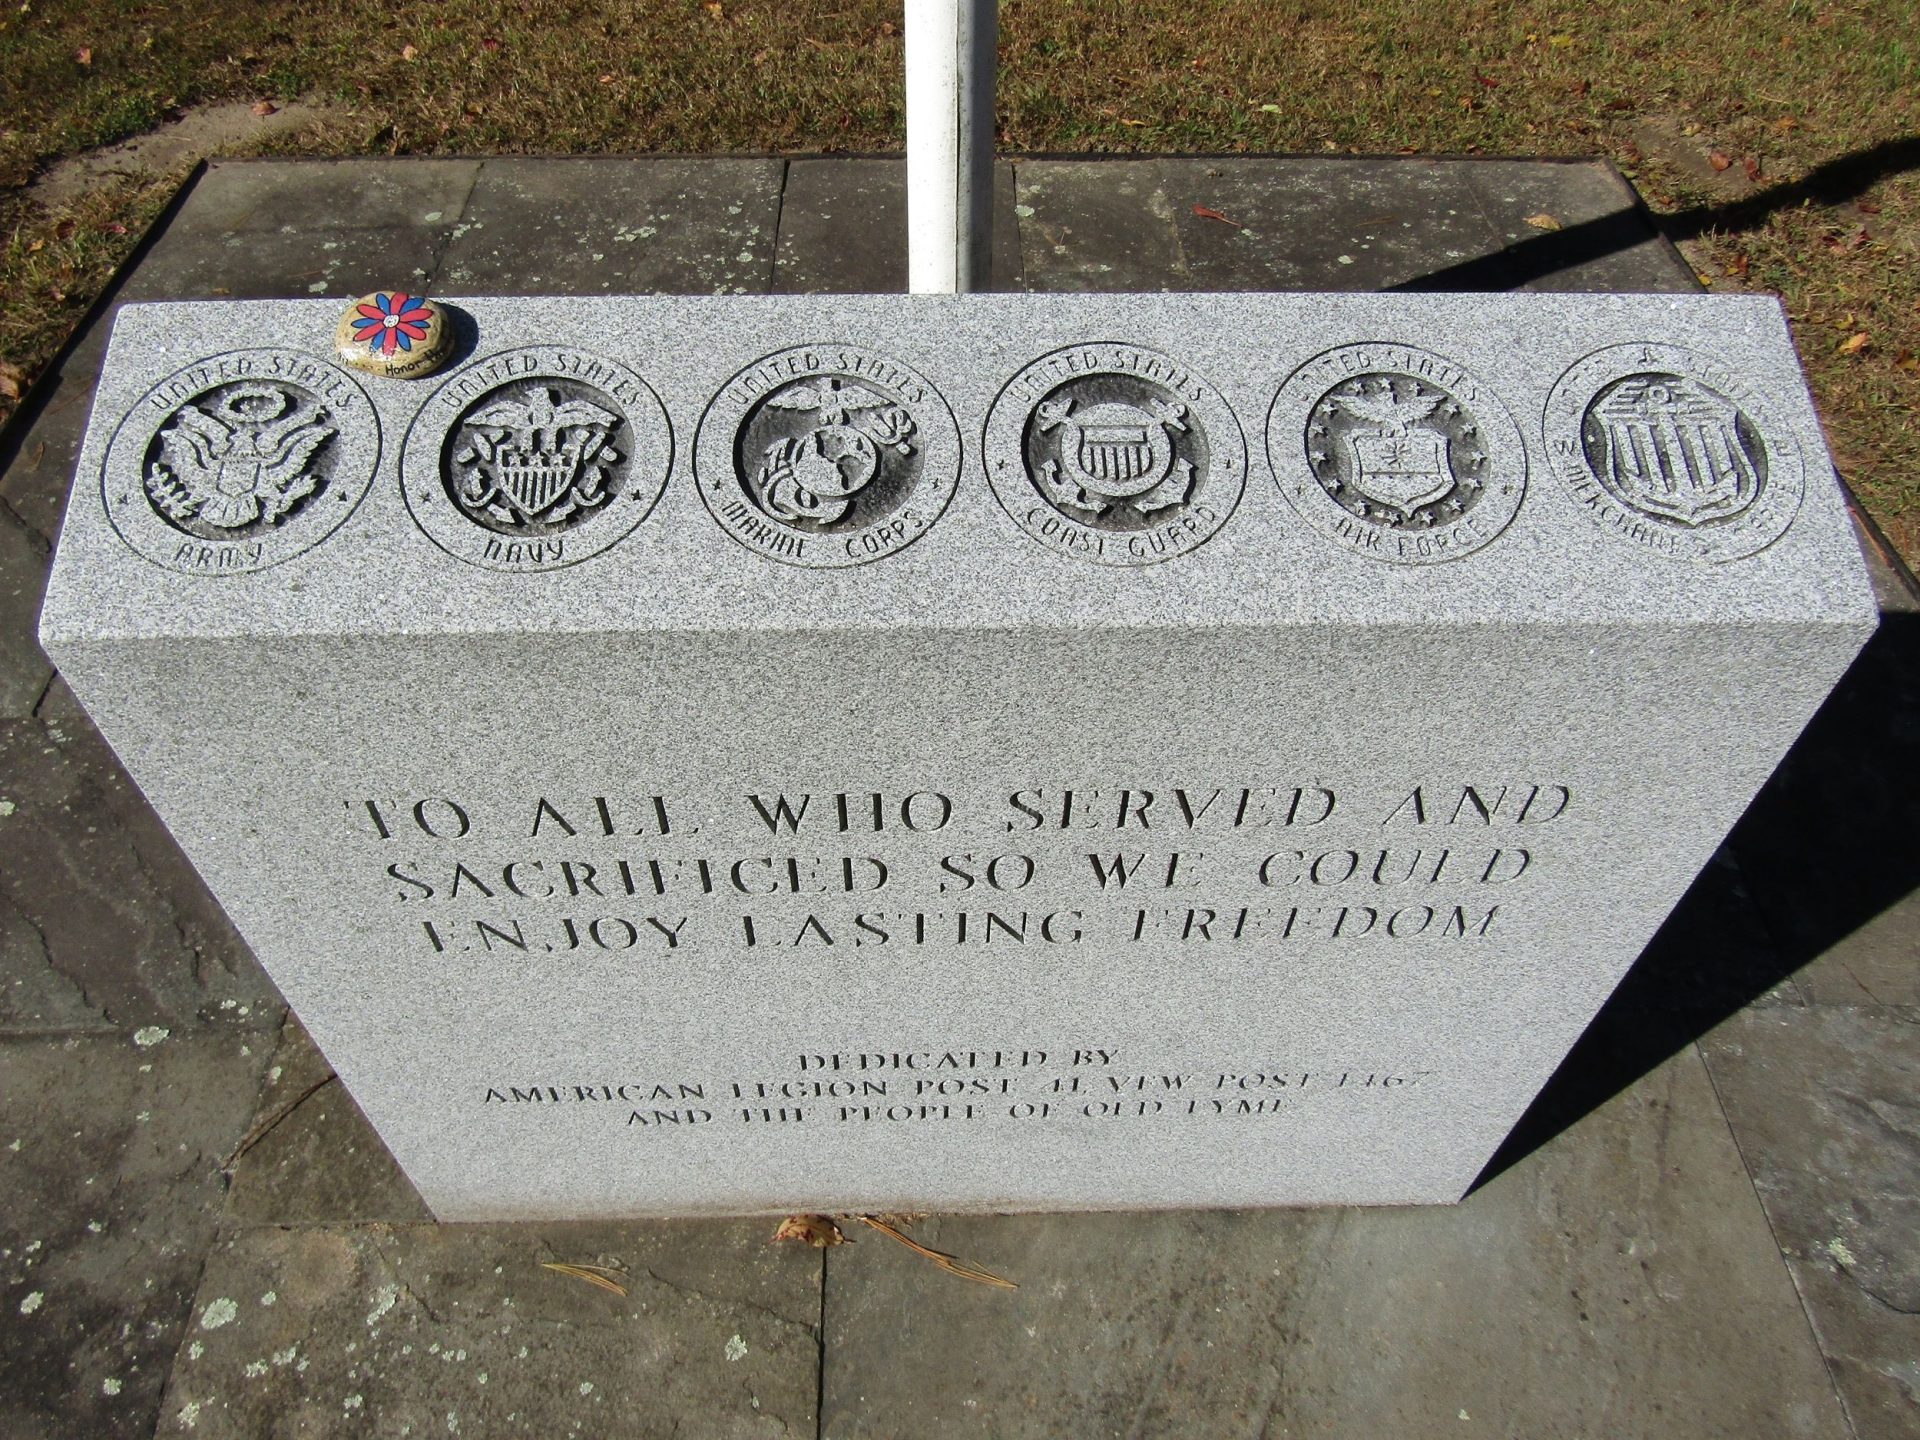 Honor
UNITED STATES
ARMY
UNITED STATES
NAVY
UNITED STATES
MARINE CORPS
UNITED STATES
COAST GUARD
UNITED STATES
AIR FORCE
TO ALL WHO SERVED AND
SACRIFICED SO WE COULD
ENJOY LASTING FREEDOM
DEDICATED BY
AMERICAN LEGION POST 41, VFW POST 1467
AND THE PEOPLE OF OLD LYME